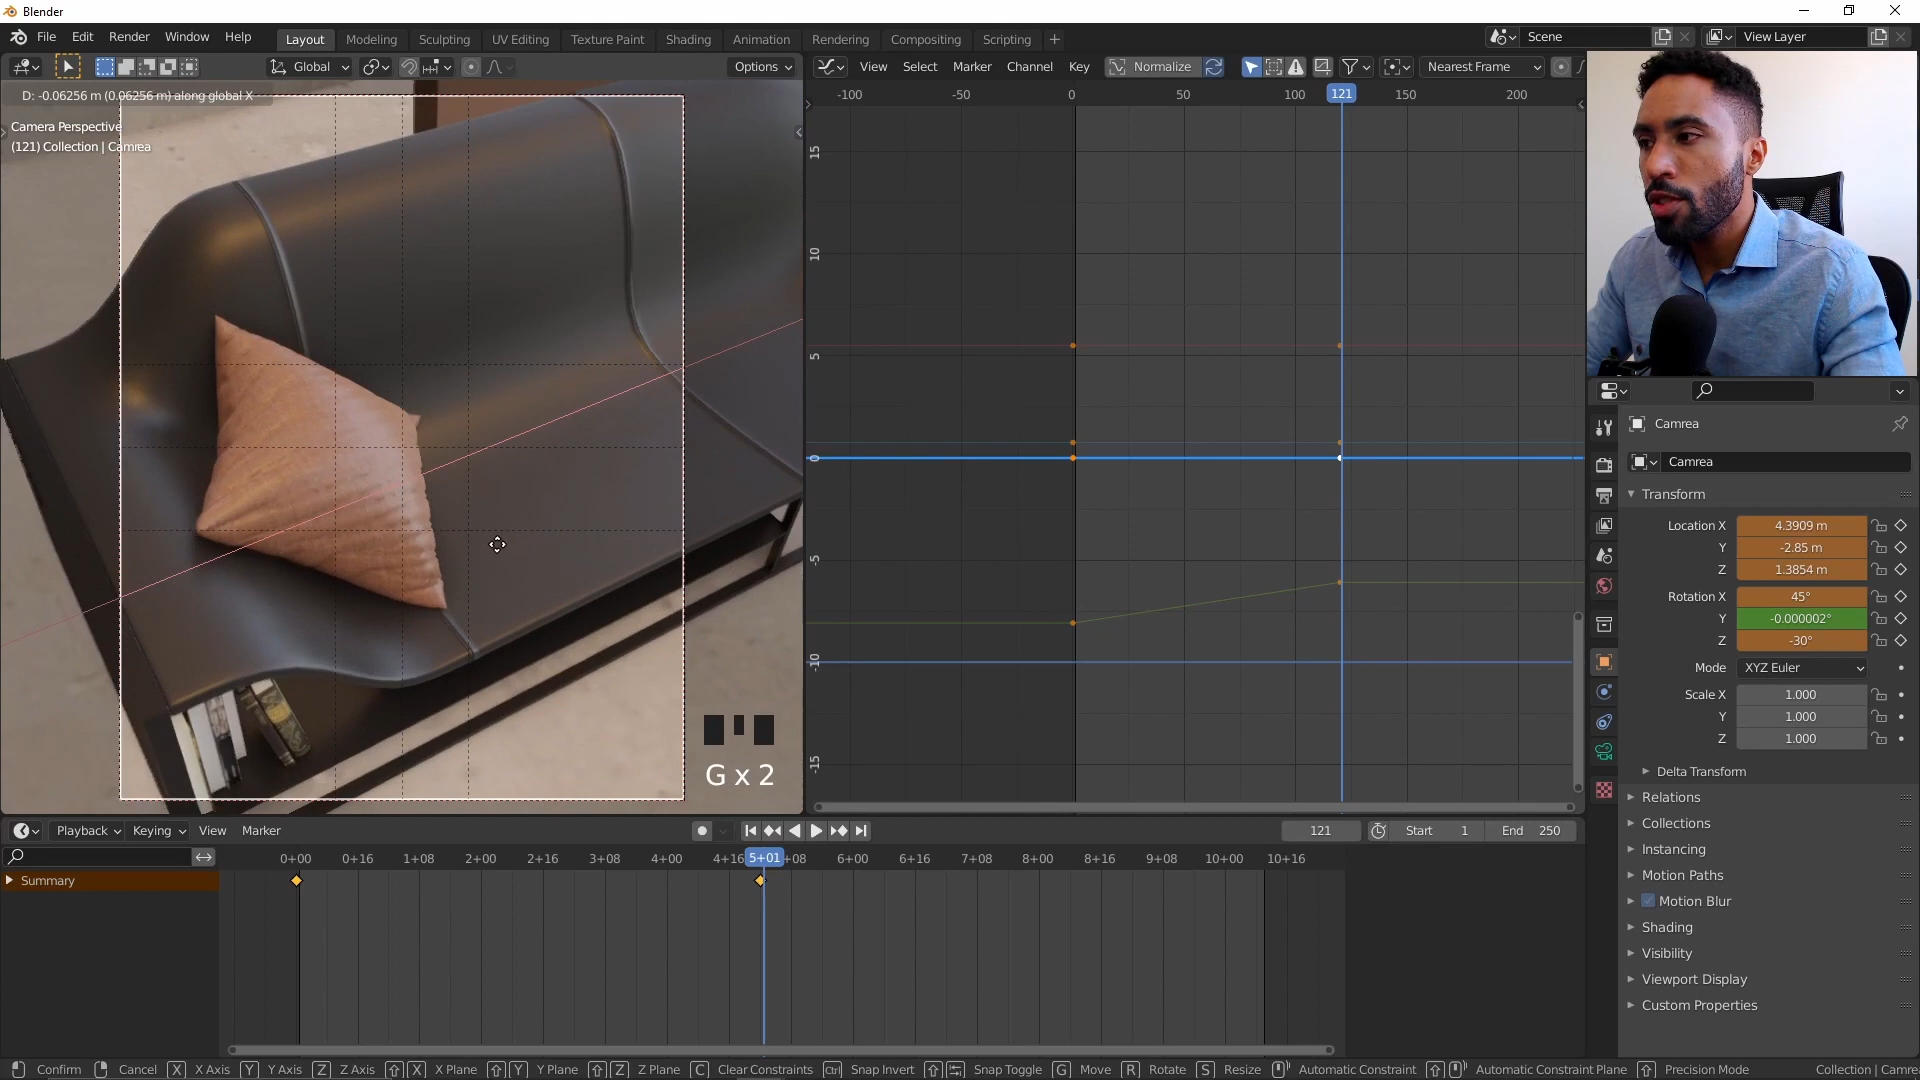 Blender
File Edit Render Window Help Layout Modeling Sculpting UV Editing Texture Paint Shading Animation Rendering Compositing Scripting + Scene View Layer
Global Options View Select Marker Channel Key Normalize Nearest Frame
D: -0.06256 m (0.06256 m) along global X
-100 -50 0 50 100 121 150 200
Camera Perspective
(121) Collection | Camrea
15
10
5
0
-5
-10
-15
G x 2
Camrea
Camrea
Transform
Location X 4.3909 m
Y -2.85 m
Z 1.3854 m
Rotation X 45°
Y -0.000002°
Z -30°
Mode XYZ Euler
Scale X 1.000
Y 1.000
Z 1.000
Delta Transform
Relations
Collections
Instancing
Motion Paths
Motion Blur
Shading
Visibility
Viewport Display
Custom Properties
Playback Keying View Marker 121 Start 1 End 250
0+00 0+16 1+08 2+00 2+16 3+08 4+00 4+16 5+01 +08 6+00 6+16 7+08 8+00 8+16 9+08 10+00 10+16
Summary
Confirm Cancel X X Axis Y Y Axis Z Z Axis X X Plane Y Y Plane Z Z Plane C Clear Constraints Ctrl Snap Invert Snap Toggle G Move R Rotate S Resize Automatic Constraint Automatic Constraint Plane Precision Mode Collection | Camrea